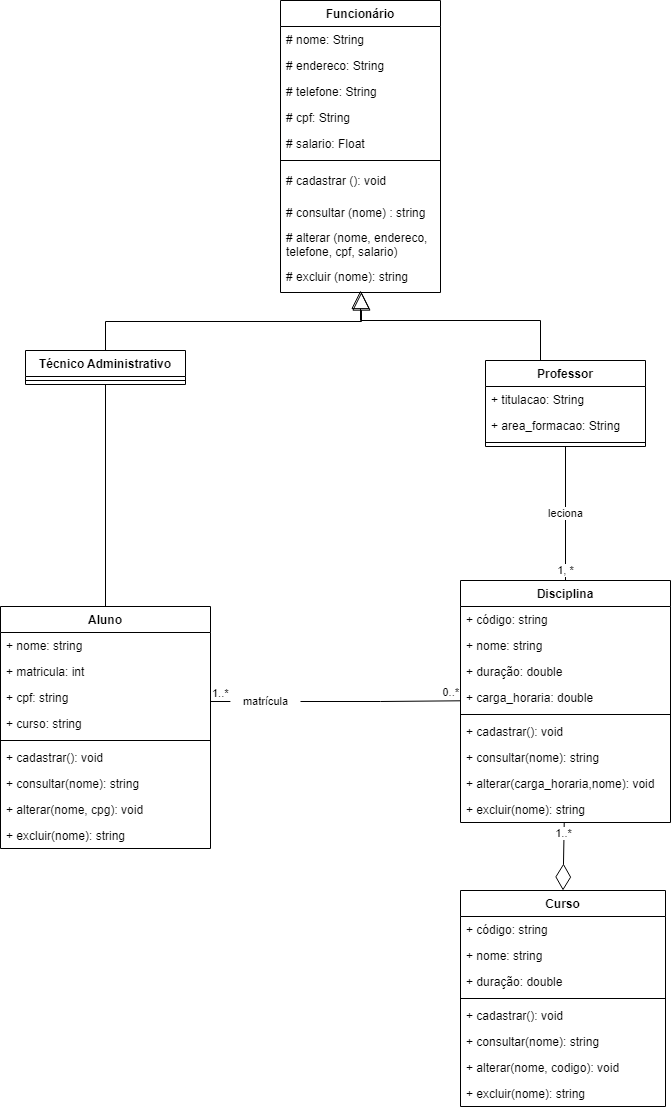 Funcionário
# nome: String
# endereco: String
# telefone: String
# cpf: String
# salario: Float
# cadastrar (): void
# consultar (nome) : string
# alterar (nome, endereco,
telefone, cpf, salario)
# excluir (nome): string
Técnico Administrativo
Professor
+ titulacao: String
+ area_formacao: String
leciona
1, *
Aluno
+ nome: string
+ matricula: int
+ cpf: string
+ curso: string
+ cadastrar(): void
+ consultar(nome): string
+ alterar(nome, cpg): void
+ excluir(nome): string
1..*
matrícula
0..*
Disciplina
+ código: string
+ nome: string
+ duração: double
+ carga_horaria: double
+ cadastrar(): void
+ consultar(nome): string
+ alterar(carga_horaria,nome): void
+ excluir(nome): string
1..*
Curso
+ código: string
+ nome: string
+ duração: double
+ cadastrar(): void
+ consultar(nome): string
+ alterar(nome, codigo): void
+ excluir(nome): string